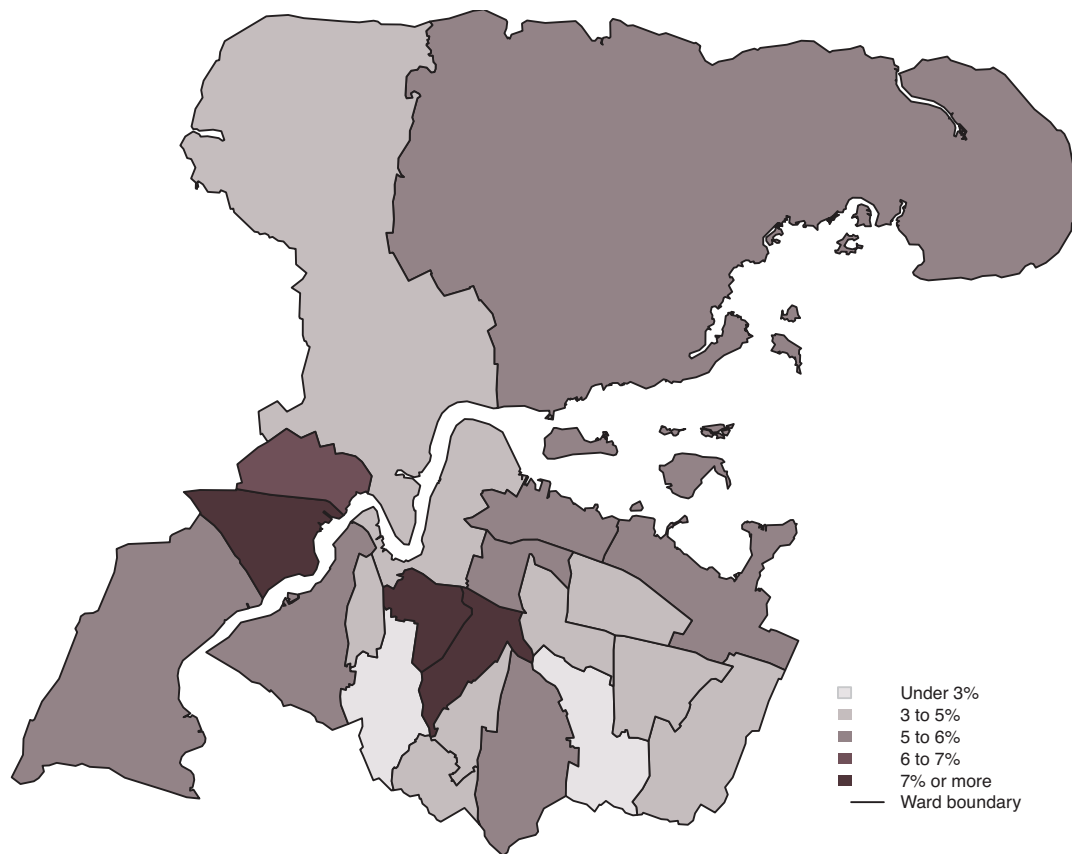 Under 3%
3 to 5%
5 to 6%
6 to 7%
7% or more
Ward boundary